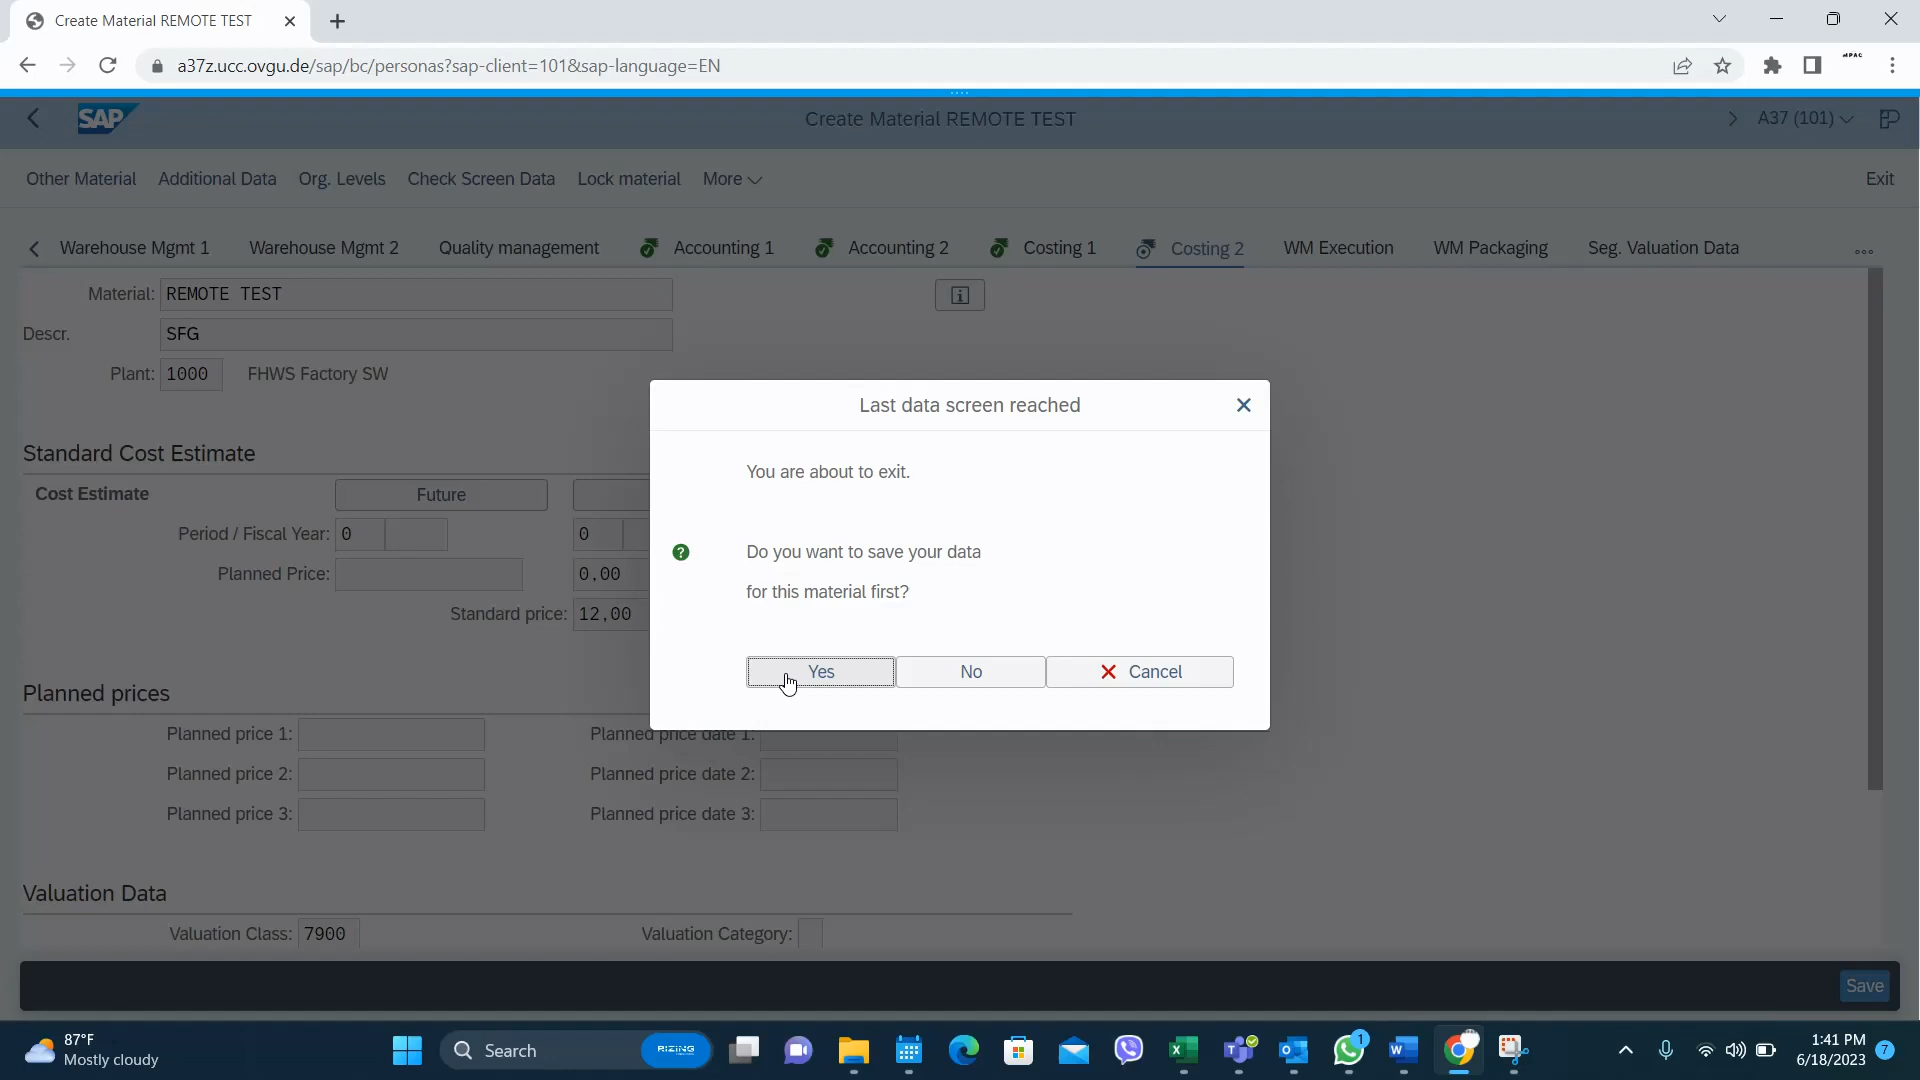 Create Material REMOTE TEST
a37z.ucc.ovgu.de/sap/bc/personas?sap-client=101&sap-language=EN
SAP
Create Material REMOTE TEST
A37 (101)
Other Material Additional Data Org. Levels Check Screen Data Lock material More Exit
Warehouse Mgmt 1 Warehouse Mgmt 2 Quality management Accounting 1 Accounting 2 Costing 1 Costing 2 WM Execution WM Packaging Seg. Valuation Data ...
Material: REMOTE TEST
Descr. SFG
Plant: 1000 FHWS Factory SW
Last data screen reached
You are about to exit.
Do you want to save your data
for this material first?
Yes No Cancel
Standard Cost Estimate
Cost Estimate Future
Period / Fiscal Year: 0 0
Planned Price: 0,00
Standard price: 12,00
Planned prices
Planned price 1: Planned price date 1:
Planned price 2: Planned price date 2:
Planned price 3: Planned price date 3:
Valuation Data
Valuation Class: 7900 Valuation Category:
Save
87°F
Mostly cloudy
Search
RIZING
1
1:41 PM
6/18/2023
7